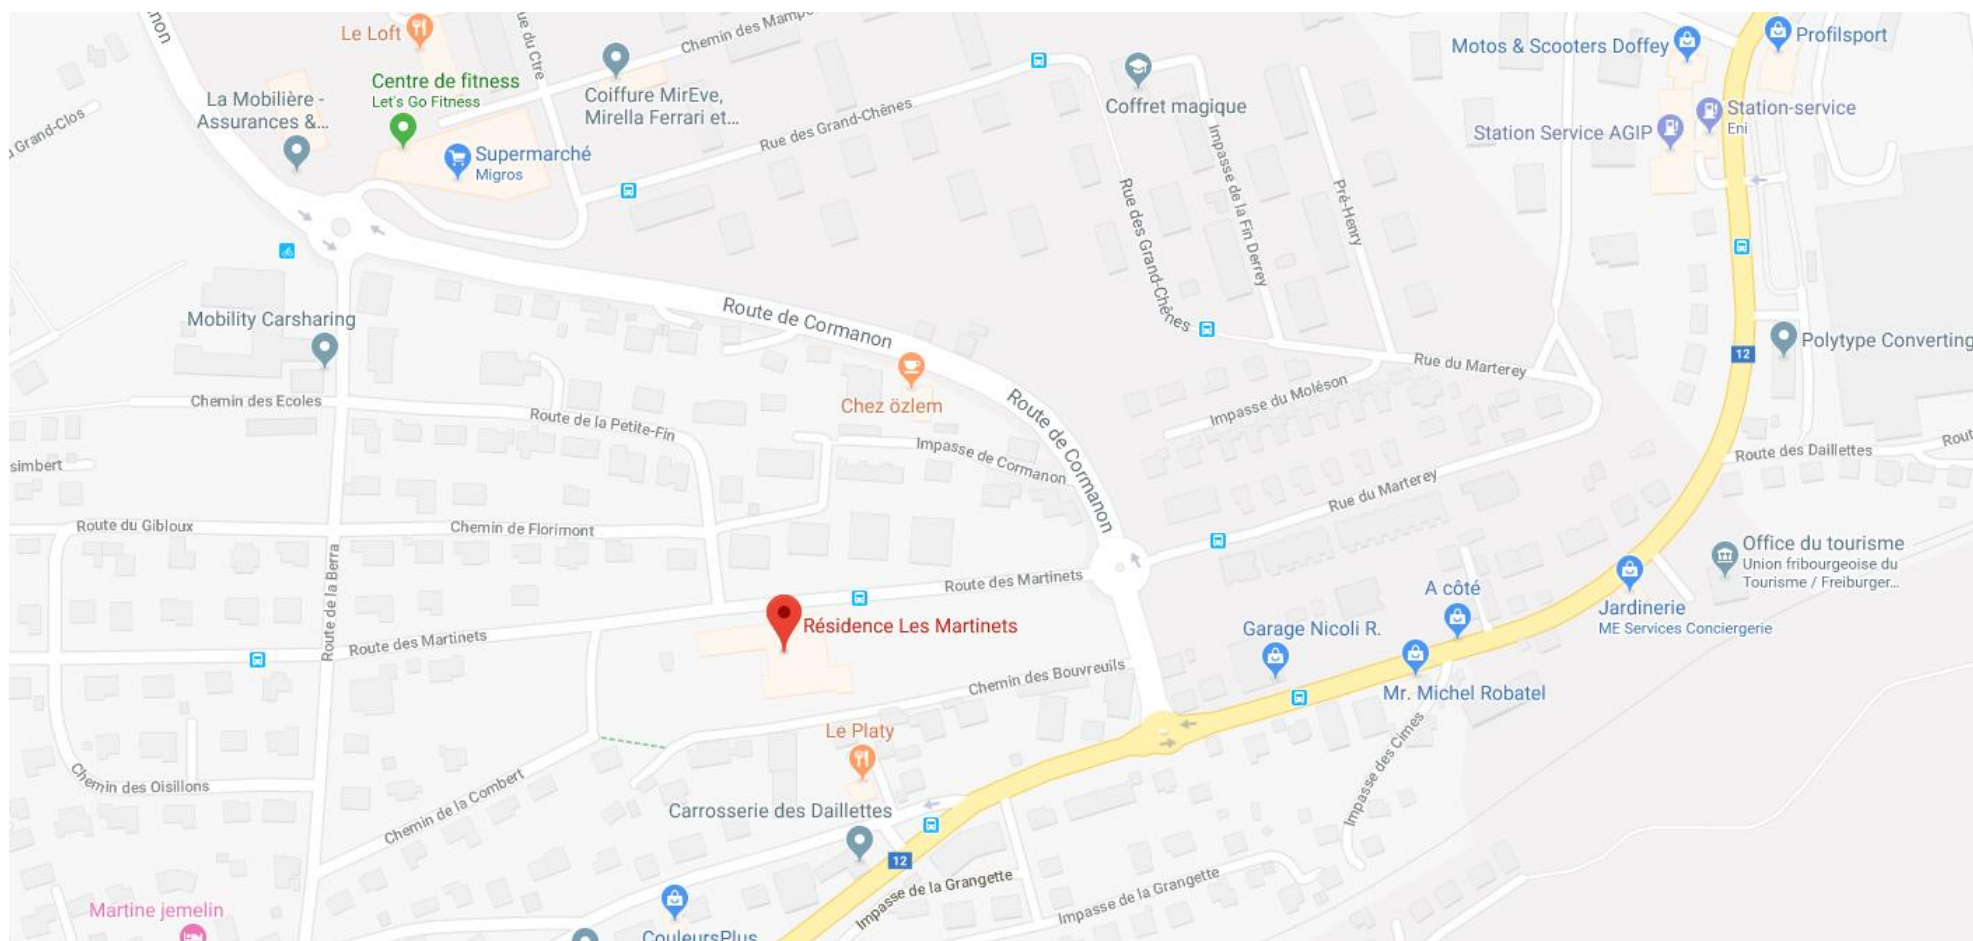 Le Loft
Chemin des Mamp
Motos & Scooters Doffey
Profilsport
Centre de fitness
Let's Go Fitness
La Mobilière -
Assurances &...
Coiffure MirEve,
Mirella Ferrari et...
Coffret magique
Station-service
Eni
Station Service AGIP
Grand-Clos
ue du Ctre
Rue des Grand-Chênes
Supermarché
Migros
Impasse de la Fin Derrey
Pré-Henry
Rue des Grand-Chênes
Mobility Carsharing
Route de Cormanon
Polytype Converting
12
Rue du Marterey
Chemin des Ecoles
Route de la Petite-Fin
Chez özlem
Route de Cormanon
Impasse du Moléson
Impasse de Cormanon
Route des Daillettes
Rout
simbert
Rue du Marterey
Route du Gibloux
Chemin de Florimont
Office du tourisme
Union fribourgeoise du
Tourisme / Freiburger...
Route de la Berra
Route des Martinets
A côté
Jardinerie
ME Services Conciergerie
Résidence Les Martinets
Garage Nicoli R.
Route des Martinets
Chemin des Bouvreuils
Mr. Michel Robatel
Le Platy
Impasse des Cimes
Chemin des Oisillons
Chemin de la Combert
Carrosserie des Daillettes
12
Impasse de la Grangette
Impasse de la Grangette
Martine jemelin
CouleursPlus